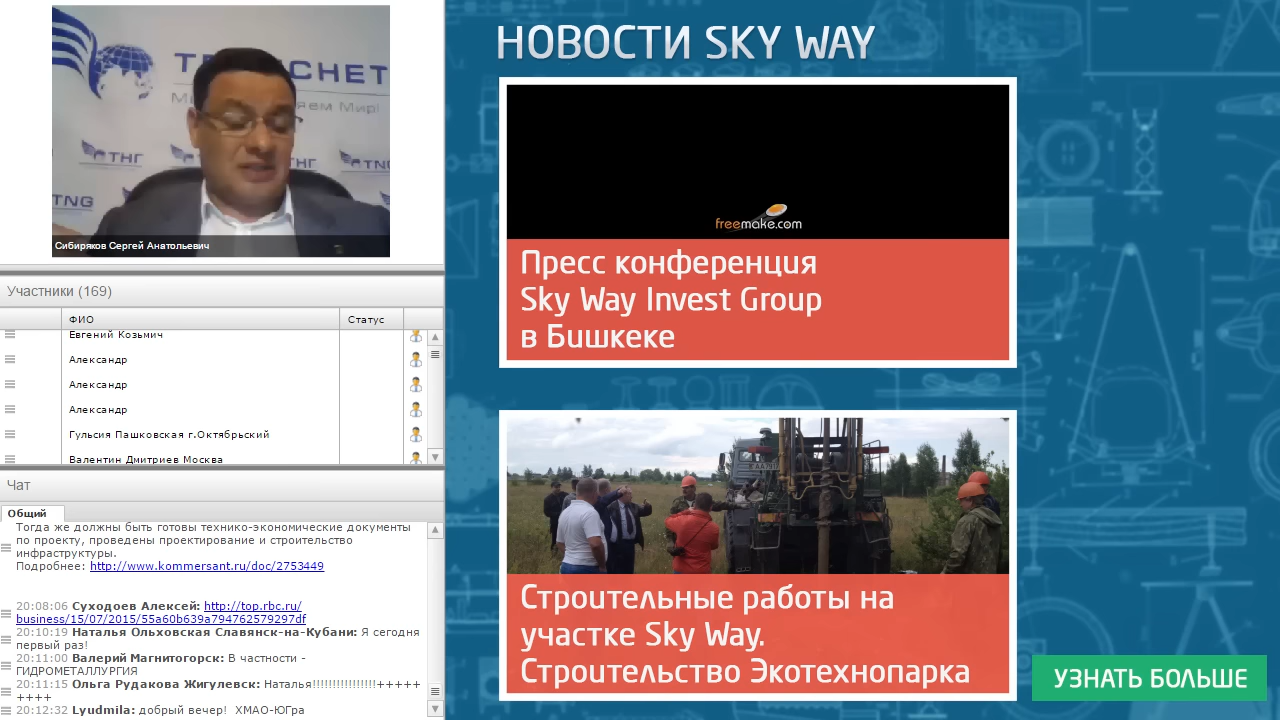 НОВОСТИ SKY WAY
freemake.com
Пресс конференция
Sky Way Invest Group
в Бишкеке
Строительные работы на
участке Sky Way.
Строительство Экотехнопарка
УЗНАТЬ БОЛЬШЕ
ТНГ
TNG
TNG
Сибиряков Сергей Анатольевич
Участники (169)
ФИО
Статус
Евгений Козьмич
Александр
Александр
Александр
Гульсия Пашковская г.Октябрьский
Валентин Дмитриев Москва
Чат
Общий
Тогда же должны быть готовы технико-экономические документы
по проекту, проведены проектирование и строительство
инфраструктуры.
Подробнее: http://www.kommersant.ru/doc/2753449
20:08:06 Суходоев Алексей: http://top.rbc.ru/
business/15/07/2015/55a60b639a794762579297df
20:10:19 Наталья Ольховская Славянск-на-Кубани: Я сегодня
первый раз!
20:11:00 Валерий Магнитогорск: В частности -
ГИДРОМЕТАЛЛУРГИЯ
20:11:15 Ольга Рудакова Жигулевск: Наталья!!!!!!!!!!!!!!!!+++++
++++
20:12:32 Lyudmila: добрый вечер! ХМАО-ЮГра